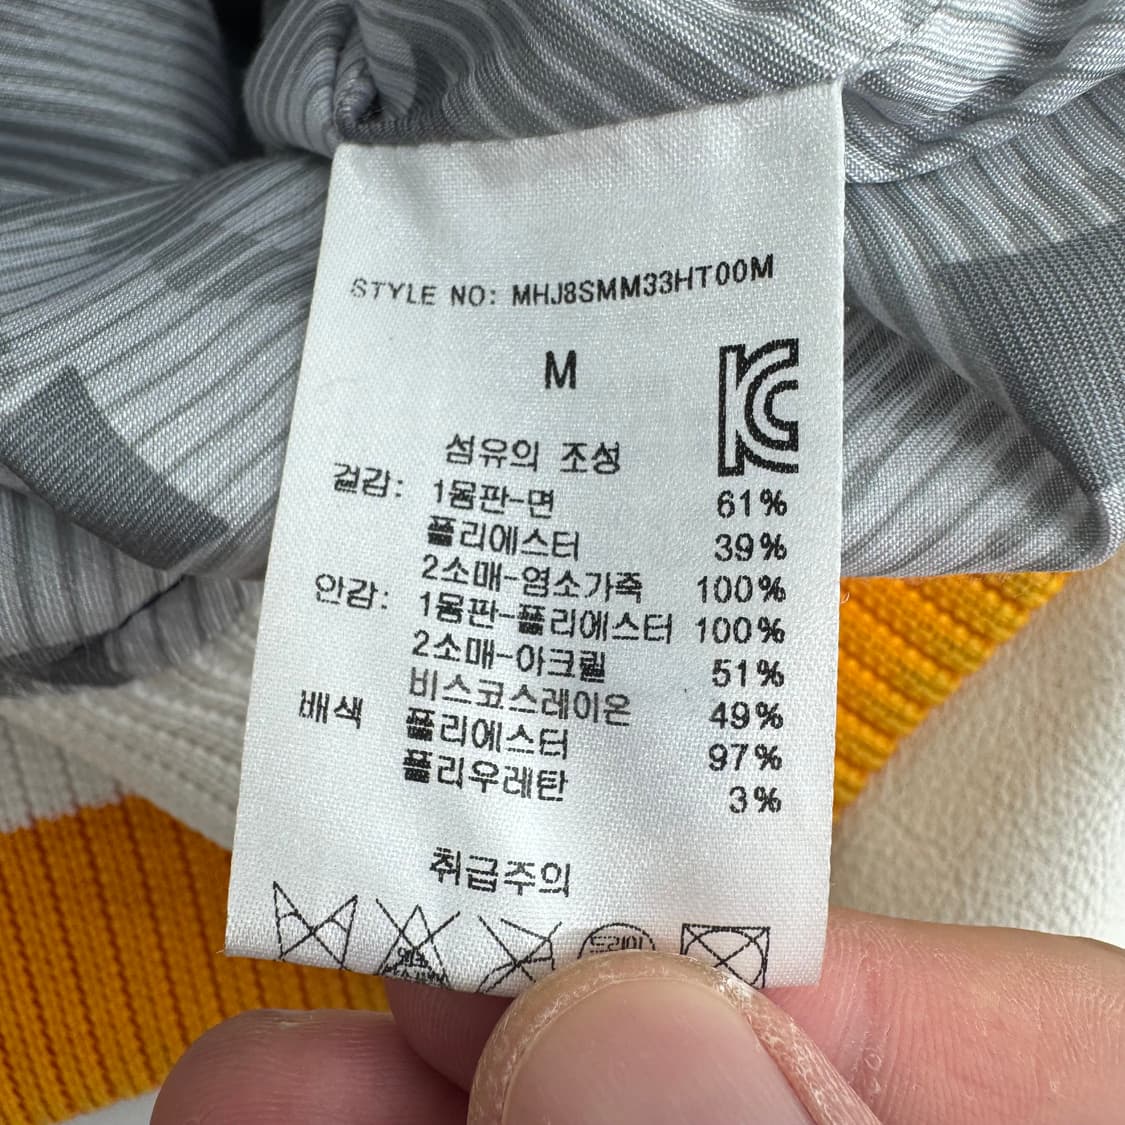 STYLE NO: MHJ8SMM33HT00M
M
섬유의 조성
겉감: 1몸판-면 61%
폴리에스터 39%
2소매-염소가죽 100%
안감: 1몸판-폴리에스터 100%
2소매-아크릴 51%
비스코스레이온 49%
배색 폴리에스터 97%
폴리우레탄 3%
취급주의
염소
드라이